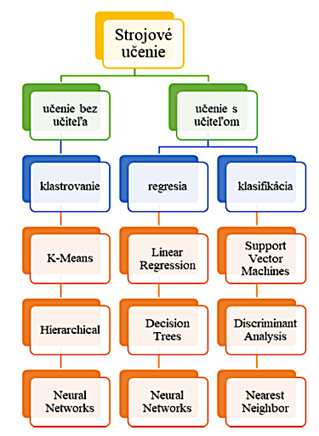 Strojové
učenie
učenie bez
učiteľa
učenie s
učiteľom
klastrovanie
regresia
klasifikácia
K-Means
Linear
Regression
Support
Vector
Machines
Hierarchical
Decision
Trees
Discriminant
Analysis
Neural
Networks
Neural
Networks
Nearest
Neighbor